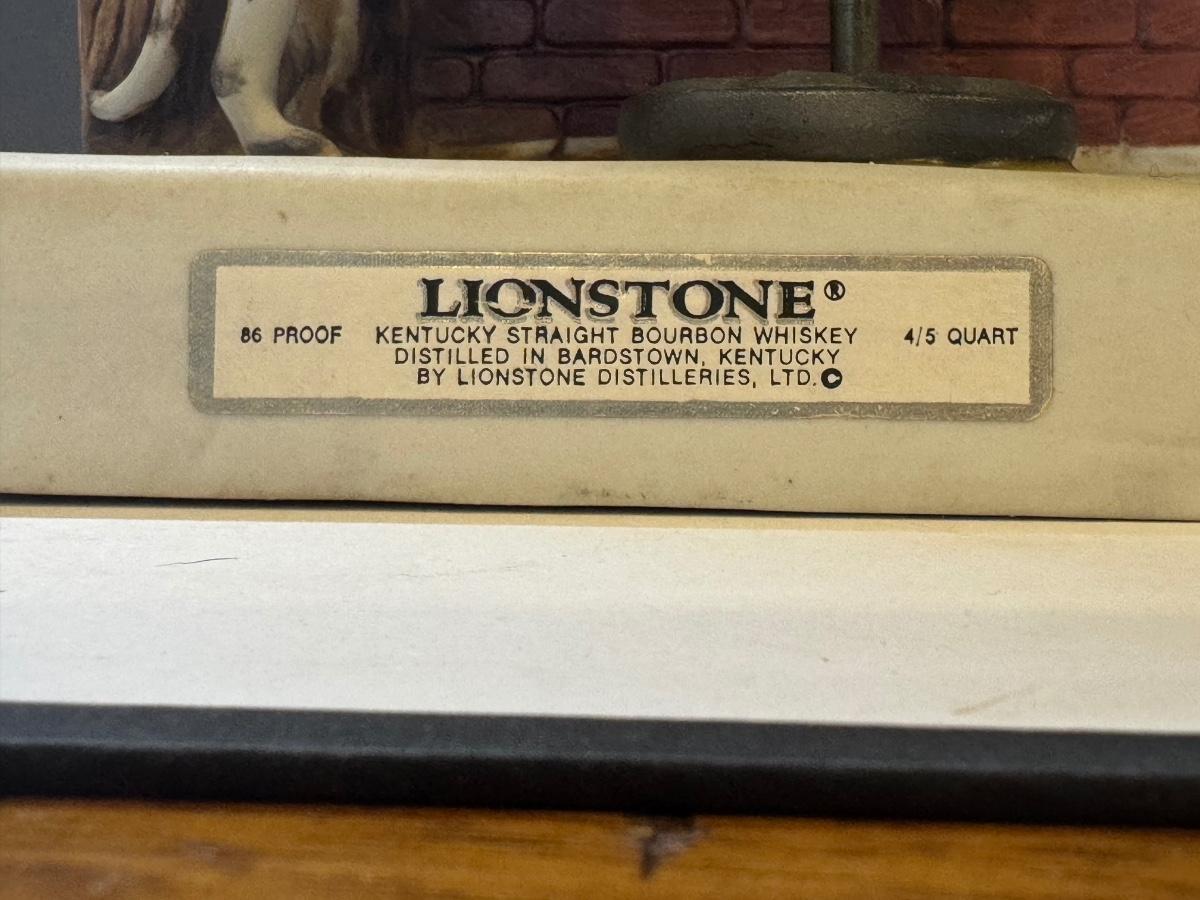 LIONSTONE®
86 PROOF KENTUCKY STRAIGHT BOURBON WHISKEY 4/5 QUART
DISTILLED IN BARDSTOWN, KENTUCKY
BY LIONSTONE DISTILLERIES, LTD.©